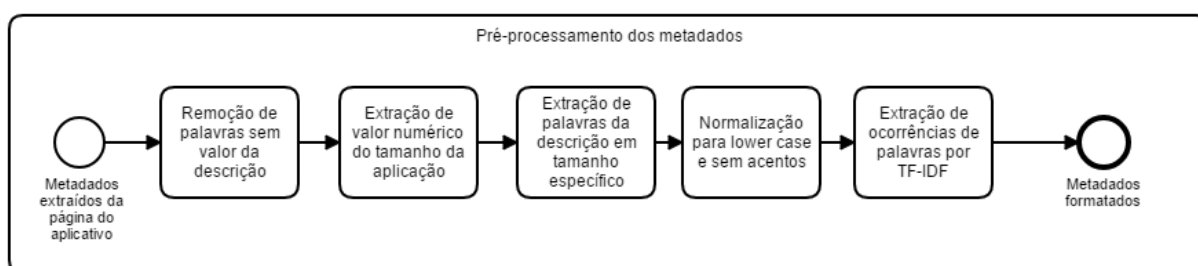 Pré-processamento dos metadados
Metadados
extraídos da
página do
aplicativo
Remoção de
palavras sem
valor da
descrição
Extração de
valor numérico
do tamanho da
aplicação
Extração de
palavras da
descrição em
tamanho
específico
Normalização
para lower case
e sem acentos
Extração de
ocorrências de
palavras por
TF-IDF
Metadados
formatados